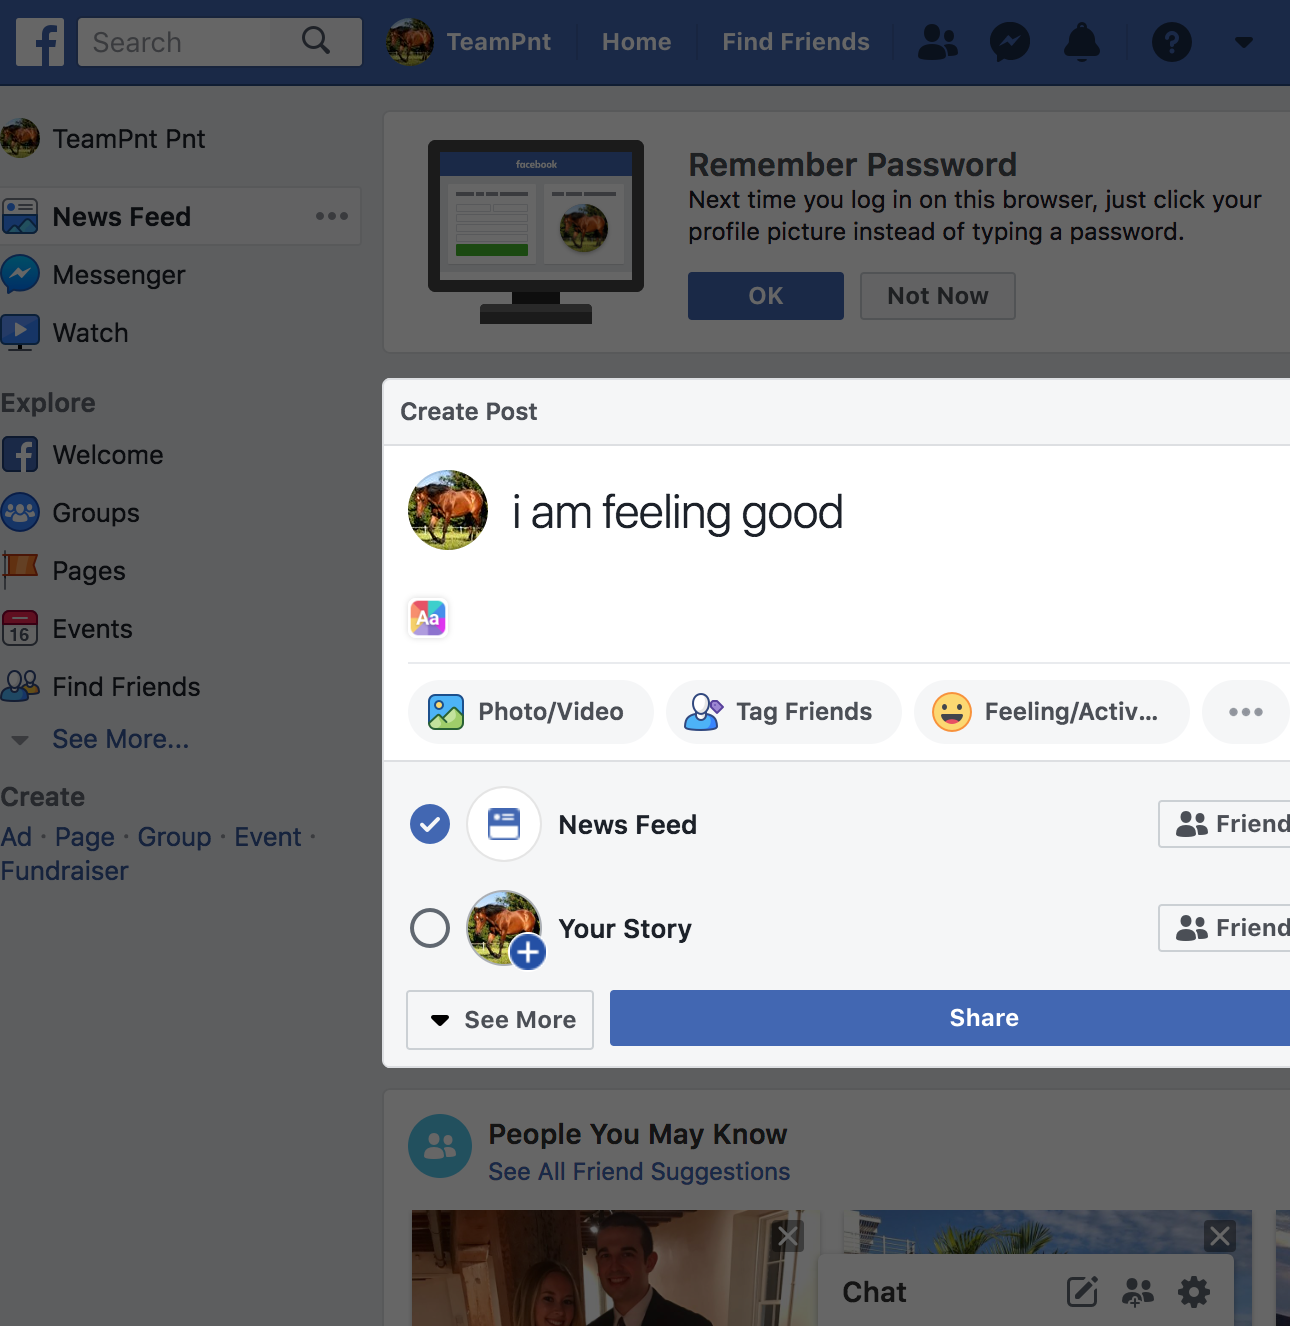 Search
TeamPnt
Home
Find Friends
TeamPnt Pnt
News Feed
Messenger
Watch
Explore
Welcome
Groups
Pages
16
Events
Find Friends
See More...
Create
Ad · Page · Group · Event ·
Fundraiser
facebook
Remember Password
Next time you log in on this browser, just click your
profile picture instead of typing a password.
OK
Not Now
Create Post
i am feeling good
Aa
Photo/Video
Tag Friends
Feeling/Activ...
News Feed
Friend
Your Story
Friend
See More
Share
People You May Know
See All Friend Suggestions
Chat